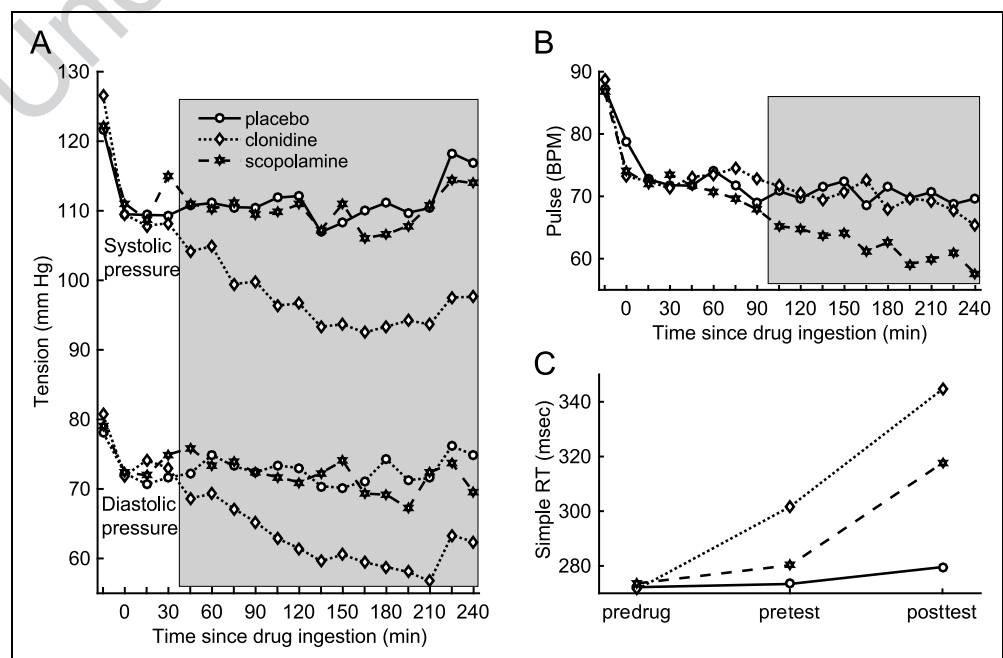 Un
A
130
120
110
100
90
80
70
60
Tension (mm Hg)
placebo
clonidine
scopolamine
Systolic
pressure
Diastolic
pressure
0 30 60 90 120 150 180 210 240
Time since drug ingestion (min)
B
90
80
70
60
Pulse (BPM)
0 30 60 90 120 150 180 210 240
Time since drug ingestion (min)
C
340
320
300
280
Simple RT (msec)
predrug pretest posttest